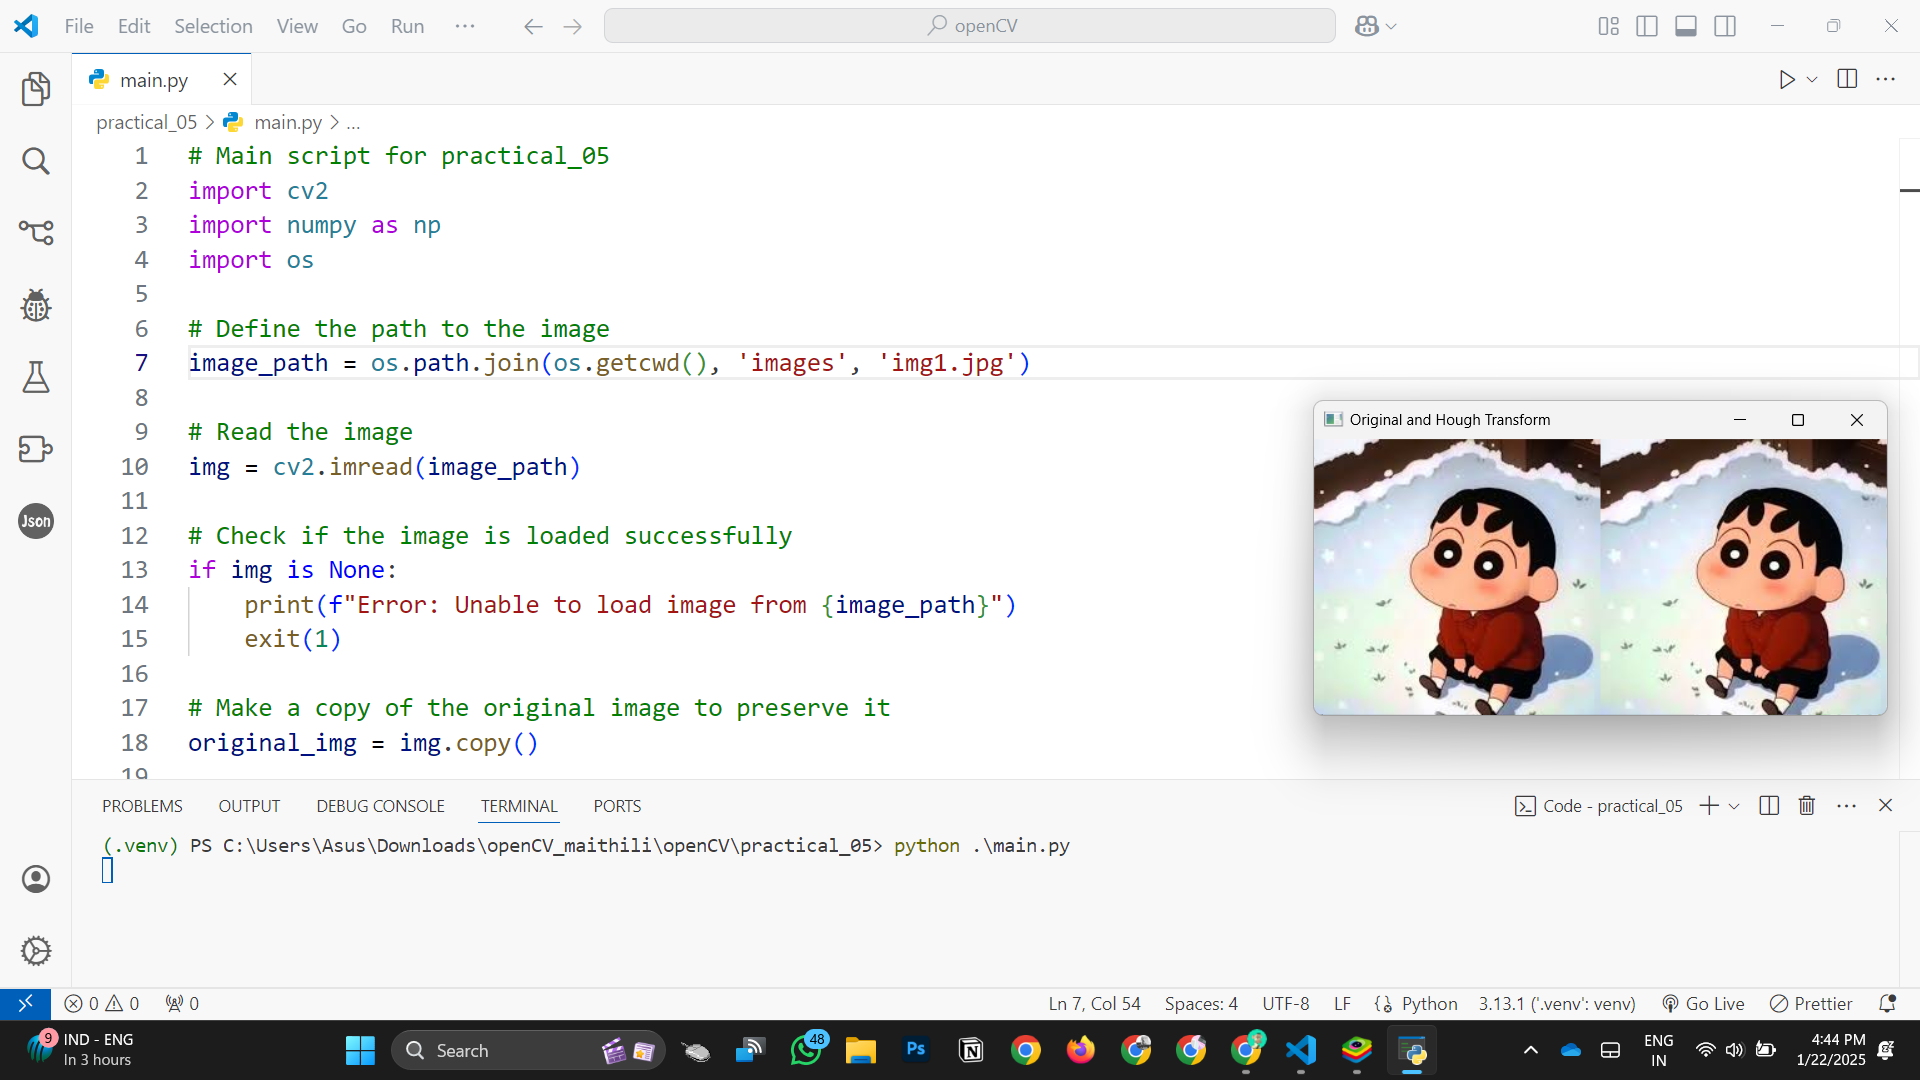 File Edit Selection View Go Run ··· openCV
main.py
practical_05 > main.py > ...
1 # Main script for practical_05
2 import cv2
3 import numpy as np
4 import os
5
6 # Define the path to the image
7 image_path = os.path.join(os.getcwd(), 'images', 'img1.jpg')
8
9 # Read the image
10 img = cv2.imread(image_path)
11
12 # Check if the image is loaded successfully
13 if img is None:
14 print(f"Error: Unable to load image from {image_path}")
15 exit(1)
16
17 # Make a copy of the original image to preserve it
18 original_img = img.copy()
19
Json
Original and Hough Transform
PROBLEMS OUTPUT DEBUG CONSOLE TERMINAL PORTS Code - practical_05
(.venv) PS C:\Users\Asus\Downloads\openCV_maithili\openCV\practical_05> python .\main.py
0 0 0 Ln 7, Col 54 Spaces: 4 UTF-8 LF Python 3.13.1 ('.venv': venv) Go Live Prettier
9 IND - ENG
In 3 hours
Search
48
Ps
ENG
IN
4:44 PM
1/22/2025